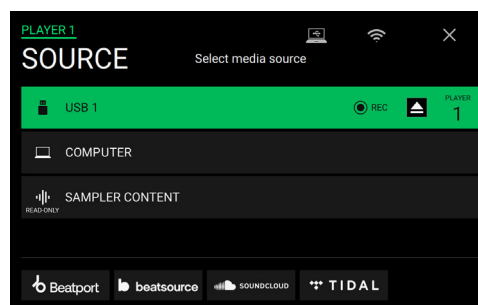 PLAYER 1
SOURCE
Select media source
USB 1
REC
PLAYER
1
COMPUTER
SAMPLER CONTENT
READ-ONLY
Beatport
beatsource
SOUNDCLOUD
TIDAL